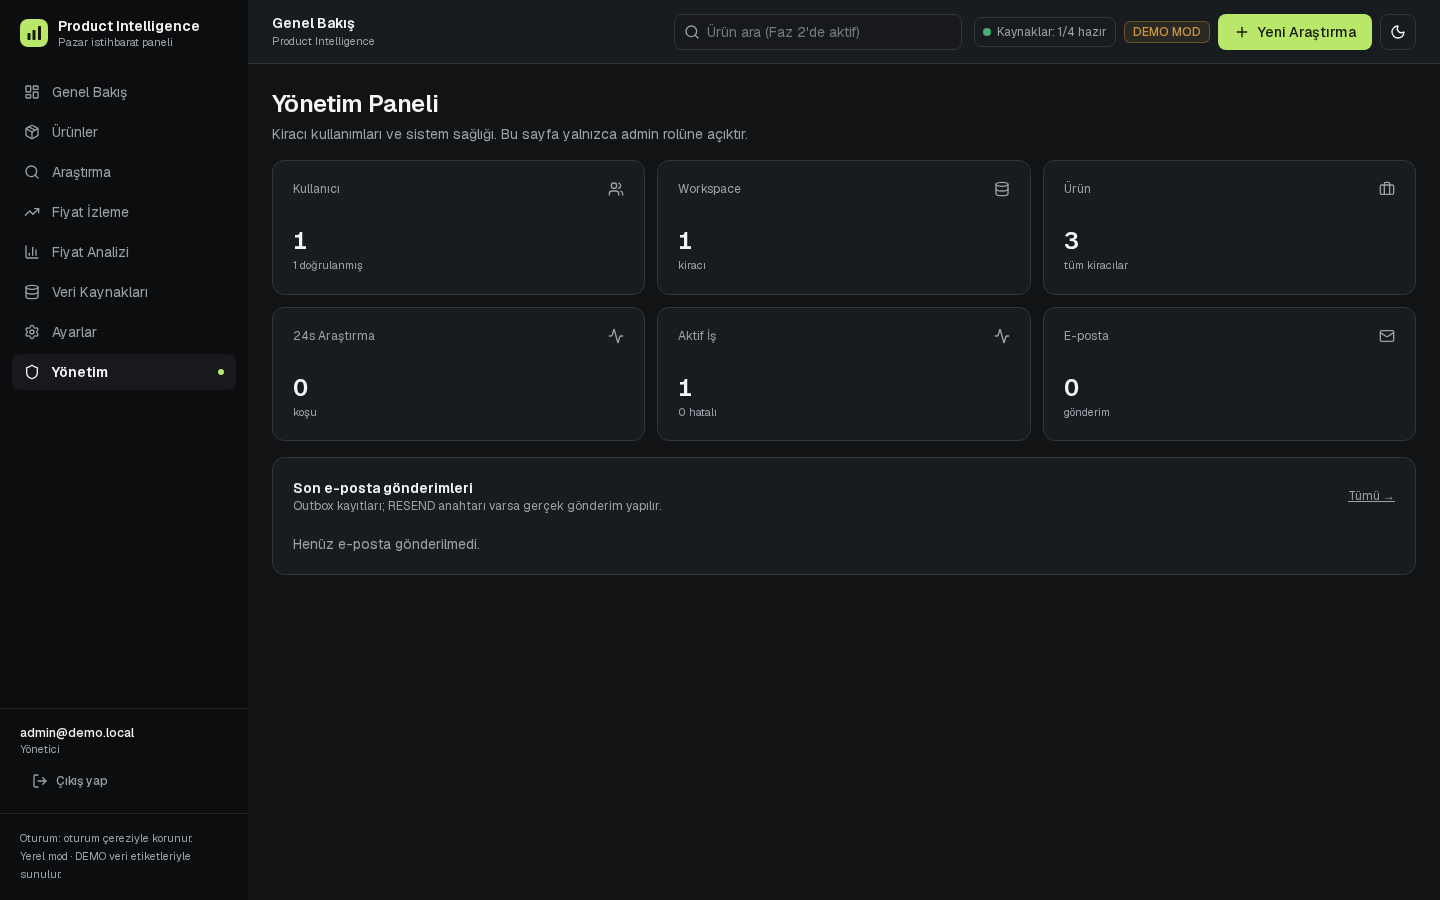 Product Intelligence
Pazar istihbarat paneli
Genel Bakış
Ürünler
Araştırma
Fiyat İzleme
Fiyat Analizi
Veri Kaynakları
Ayarlar
Yönetim
admin@demo.local
Yönetici
Çıkış yap
Oturum: oturum çereziyle korunur.
Yerel mod · DEMO veri etiketleriyle
sunulur.
Genel Bakış
Product Intelligence
Ürün ara (Faz 2'de aktif)
Kaynaklar: 1/4 hazır
DEMO MOD
Yeni Araştırma
Yönetim Paneli
Kiracı kullanımları ve sistem sağlığı. Bu sayfa yalnızca admin rolüne açıktır.
Kullanıcı
1
1 doğrulanmış
Workspace
1
kiracı
Ürün
3
tüm kiracılar
24s Araştırma
0
koşu
Aktif İş
1
0 hatalı
E-posta
0
gönderim
Son e-posta gönderimleri
Outbox kayıtları; RESEND anahtarı varsa gerçek gönderim yapılır.
Tümü →
Henüz e-posta gönderilmedi.